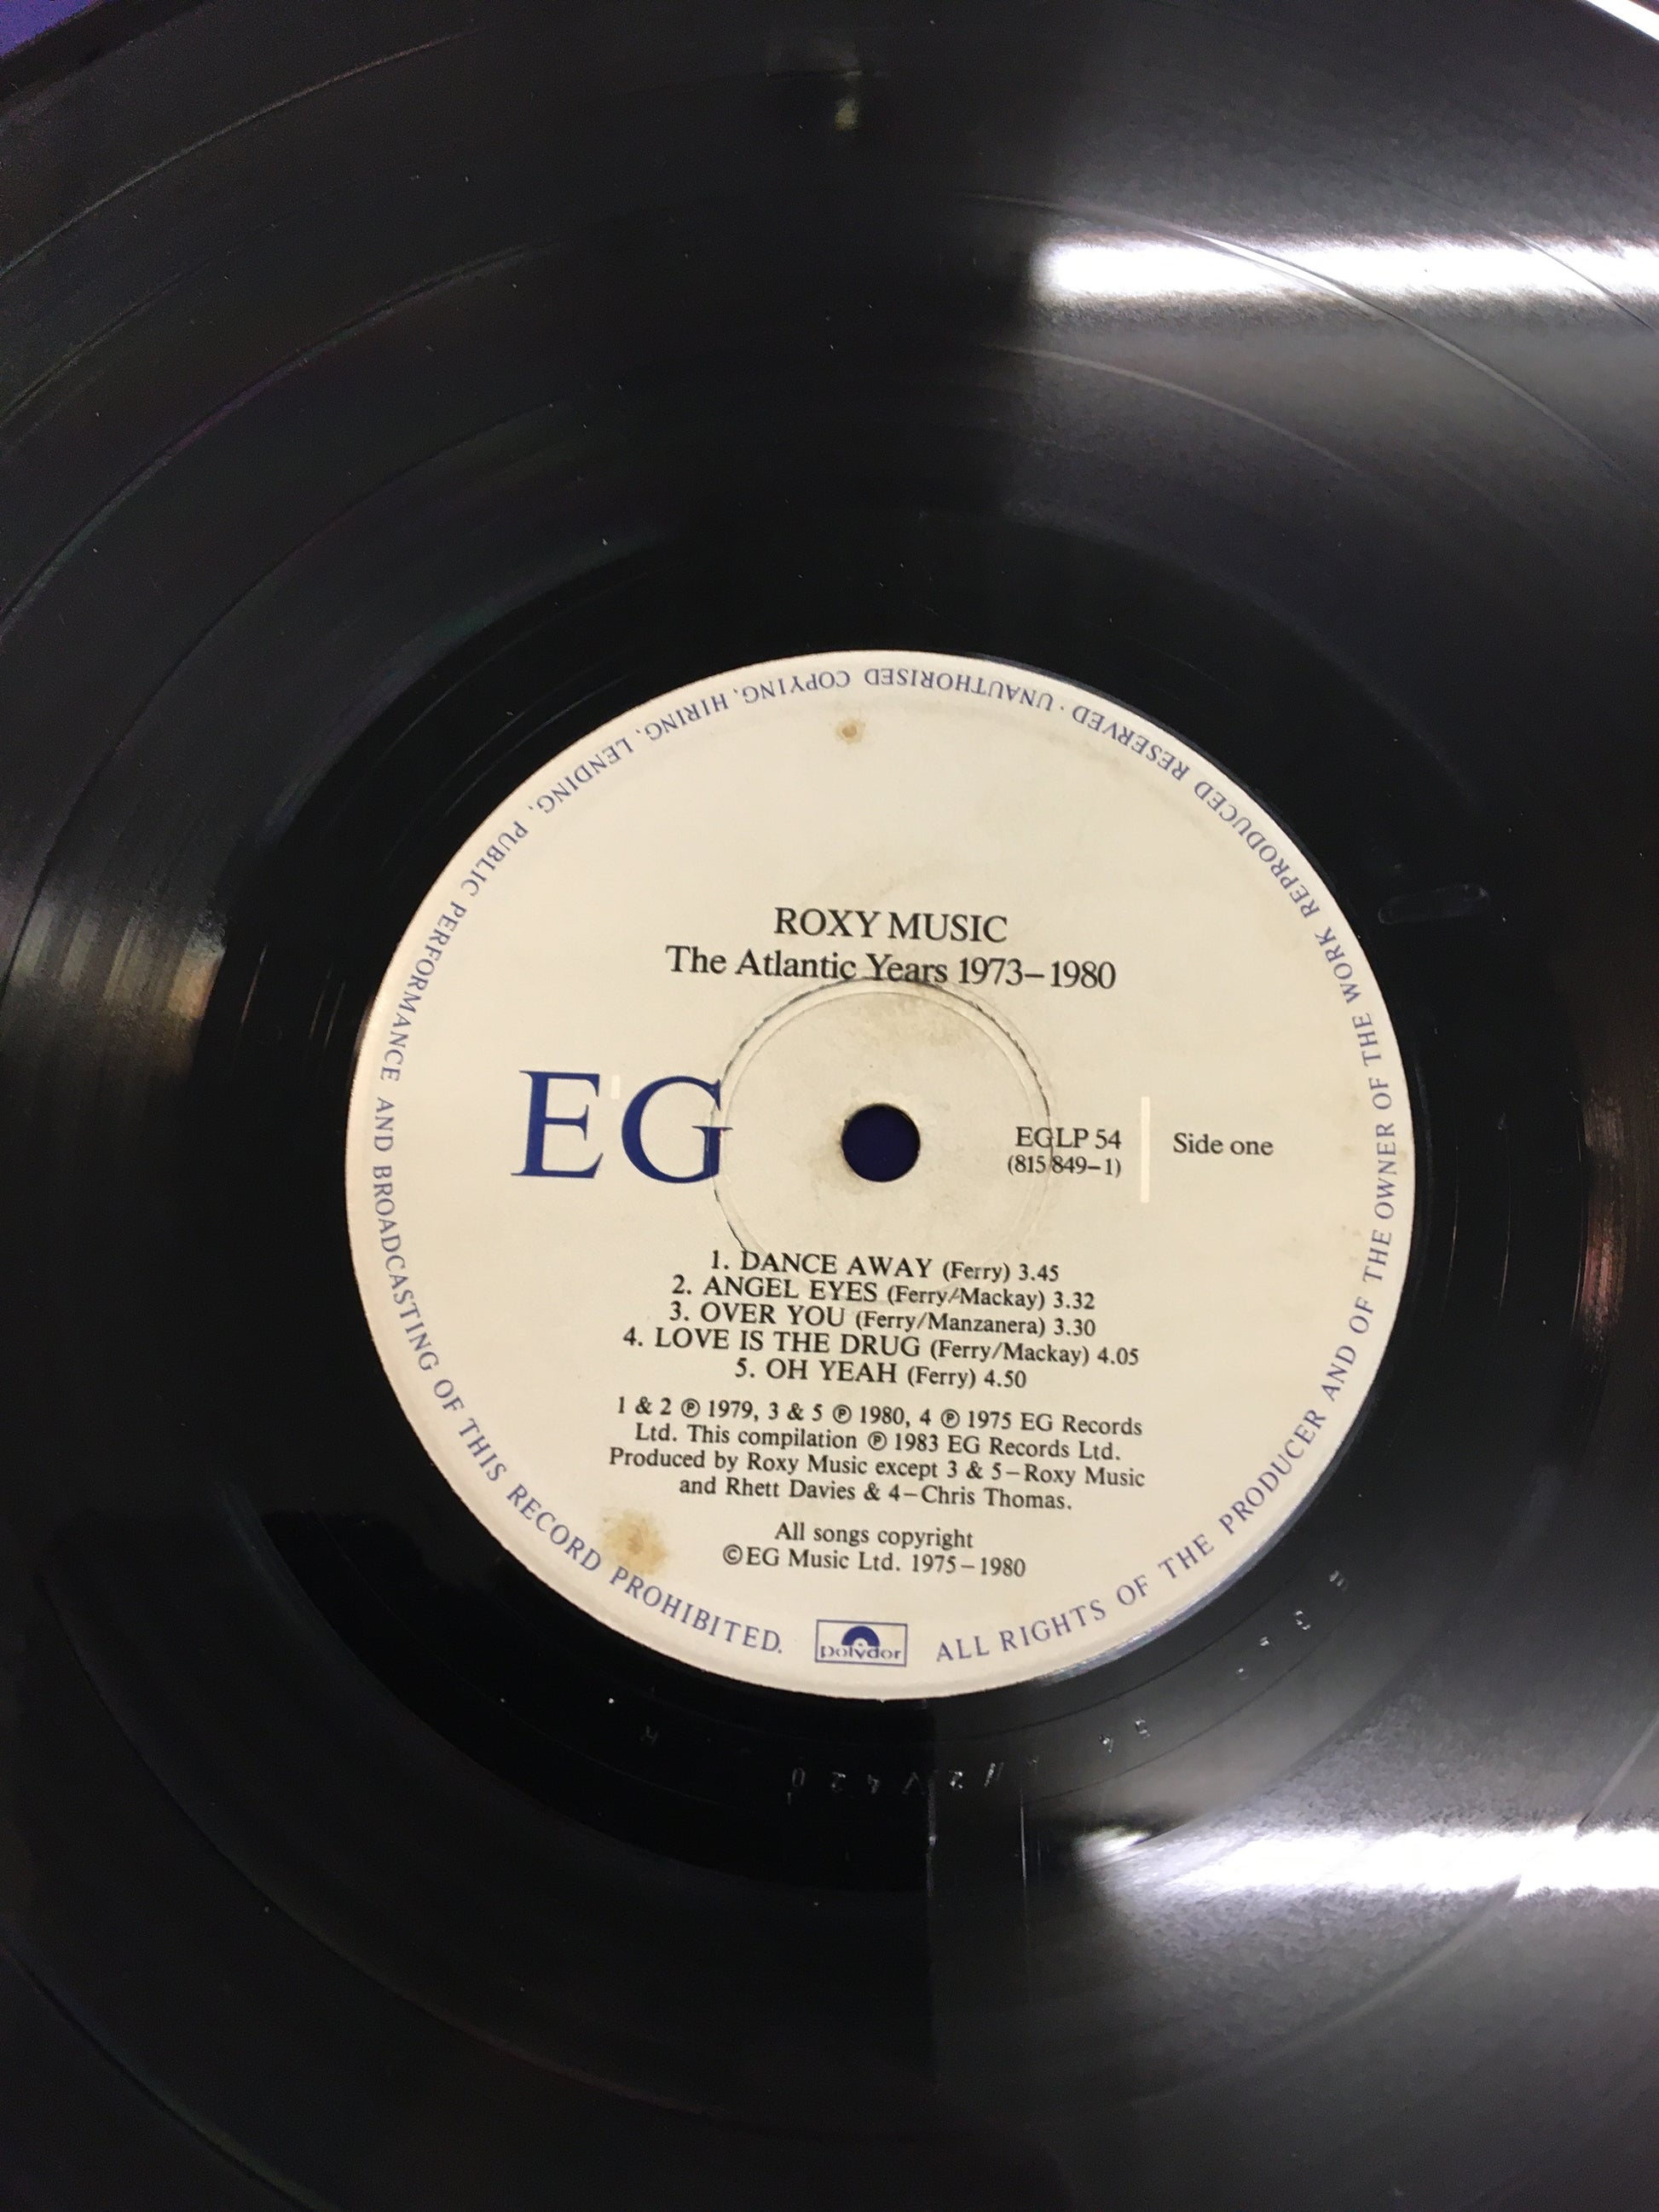 ROXY MUSIC
The Atlantic Years 1973–1980
EG
EGLP 54
(815 849–1)
Side one
1. DANCE AWAY (Ferry) 3.45
2. ANGEL EYES (Ferry/Mackay) 3.32
3. OVER YOU (Ferry/Manzanera) 3.30
4. LOVE IS THE DRUG (Ferry/Mackay) 4.05
5. OH YEAH (Ferry) 4.50
1 & 2 ℗ 1979, 3 & 5 ℗ 1980, 4 ℗ 1975 EG Records
Ltd. This compilation ℗ 1983 EG Records Ltd.
Produced by Roxy Music except 3 & 5–Roxy Music
and Rhett Davies & 4–Chris Thomas.
All songs copyright
©EG Music Ltd. 1975–1980
polydor
ALL RIGHTS OF THE PRODUCER AND OF THE OWNER OF THE WORK REPRODUCED RESERVED · UNAUTHORISED COPYING, HIRING, LENDING, PUBLIC PERFORMANCE AND BROADCASTING OF THIS RECORD PROHIBITED.